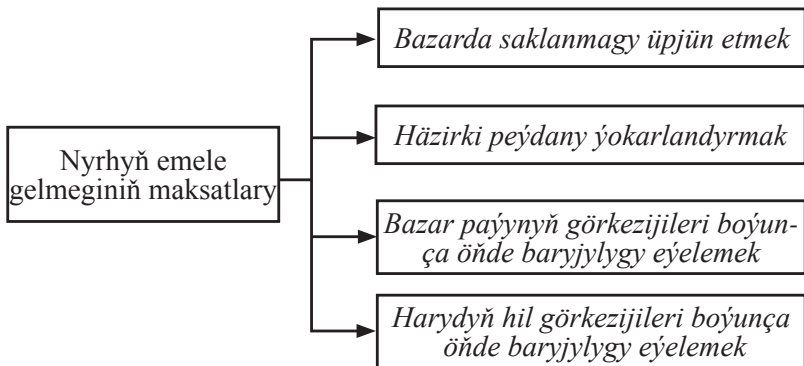 Bazarda saklanmagy üpjün etmek
Häzirki peýdany ýokarlandyrmak
Nyrhyň emele
gelmeginiň maksatlary
Bazar paýynyň görkezijileri boýun-
ça öňde baryjylygy eýelemek
Harydyň hil görkezijileri boýunça
öňde baryjylygy eýelemek